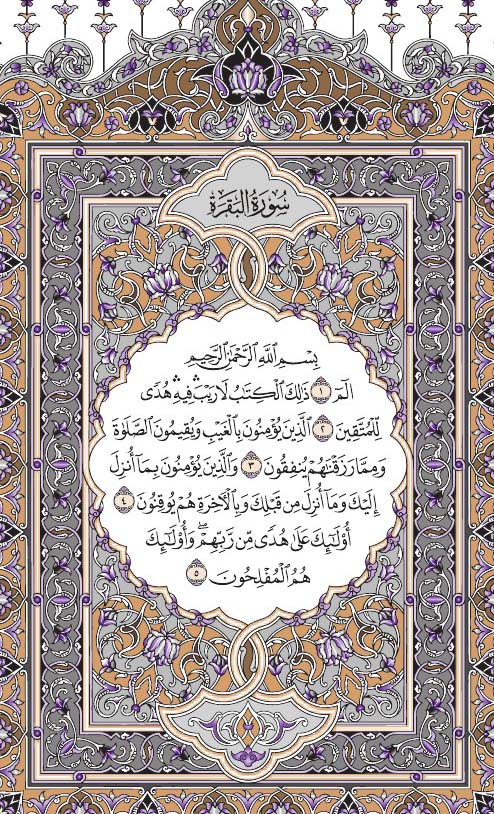 سُورَةُ البَقَرَةِ
بِسْمِ ٱللَّهِ ٱلرَّحْمَٰنِ ٱلرَّحِيمِ
الٓمٓ ١ ذَٰلِكَ ٱلْكِتَٰبُ لَا رَيْبَ ۛ فِيهِ ۛ هُدًى
لِّلْمُتَّقِينَ ٢ ٱلَّذِينَ يُؤْمِنُونَ بِٱلْغَيْبِ وَيُقِيمُونَ ٱلصَّلَوٰةَ
وَمِمَّا رَزَقْنَٰهُمْ يُنفِقُونَ ٣ وَٱلَّذِينَ يُؤْمِنُونَ بِمَآ أُنزِلَ
إِلَيْكَ وَمَآ أُنزِلَ مِن قَبْلِكَ وَبِٱلْءَاخِرَةِ هُمْ يُوقِنُونَ ٤
أُو۟لَٰٓئِكَ عَلَىٰ هُدًى مِّن رَّبِّهِمْ ۖ وَأُو۟لَٰٓئِكَ
هُمُ ٱلْمُفْلِحُونَ ٥